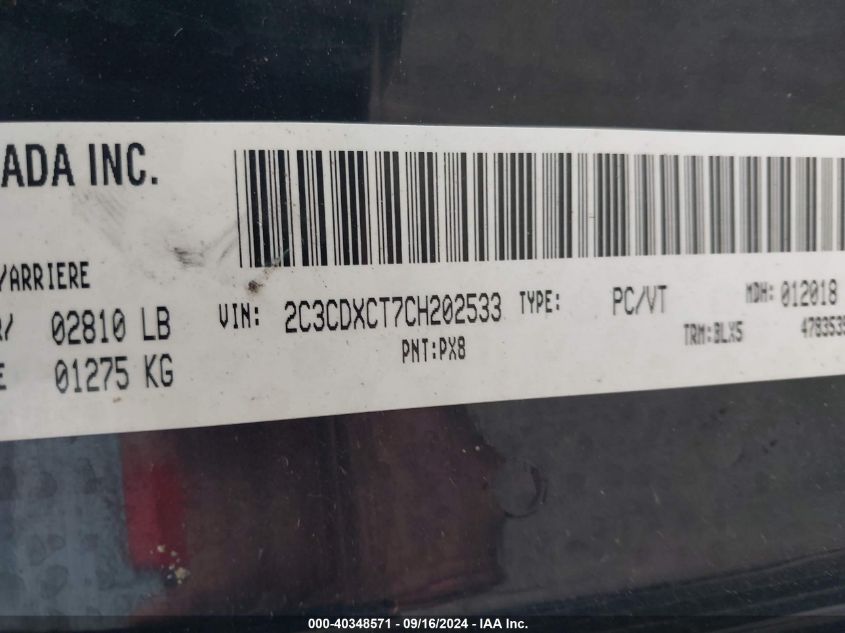 ADA INC.
/ARRIERE
R/ 02810 LB
E 01275 KG
VIN: 2C3CDXCT7CH202533 TYPE: PC/VT MDH: 012018
PNT:PX8 TRM:BLX5
000-40348571 - 09/16/2024 - IAA Inc.